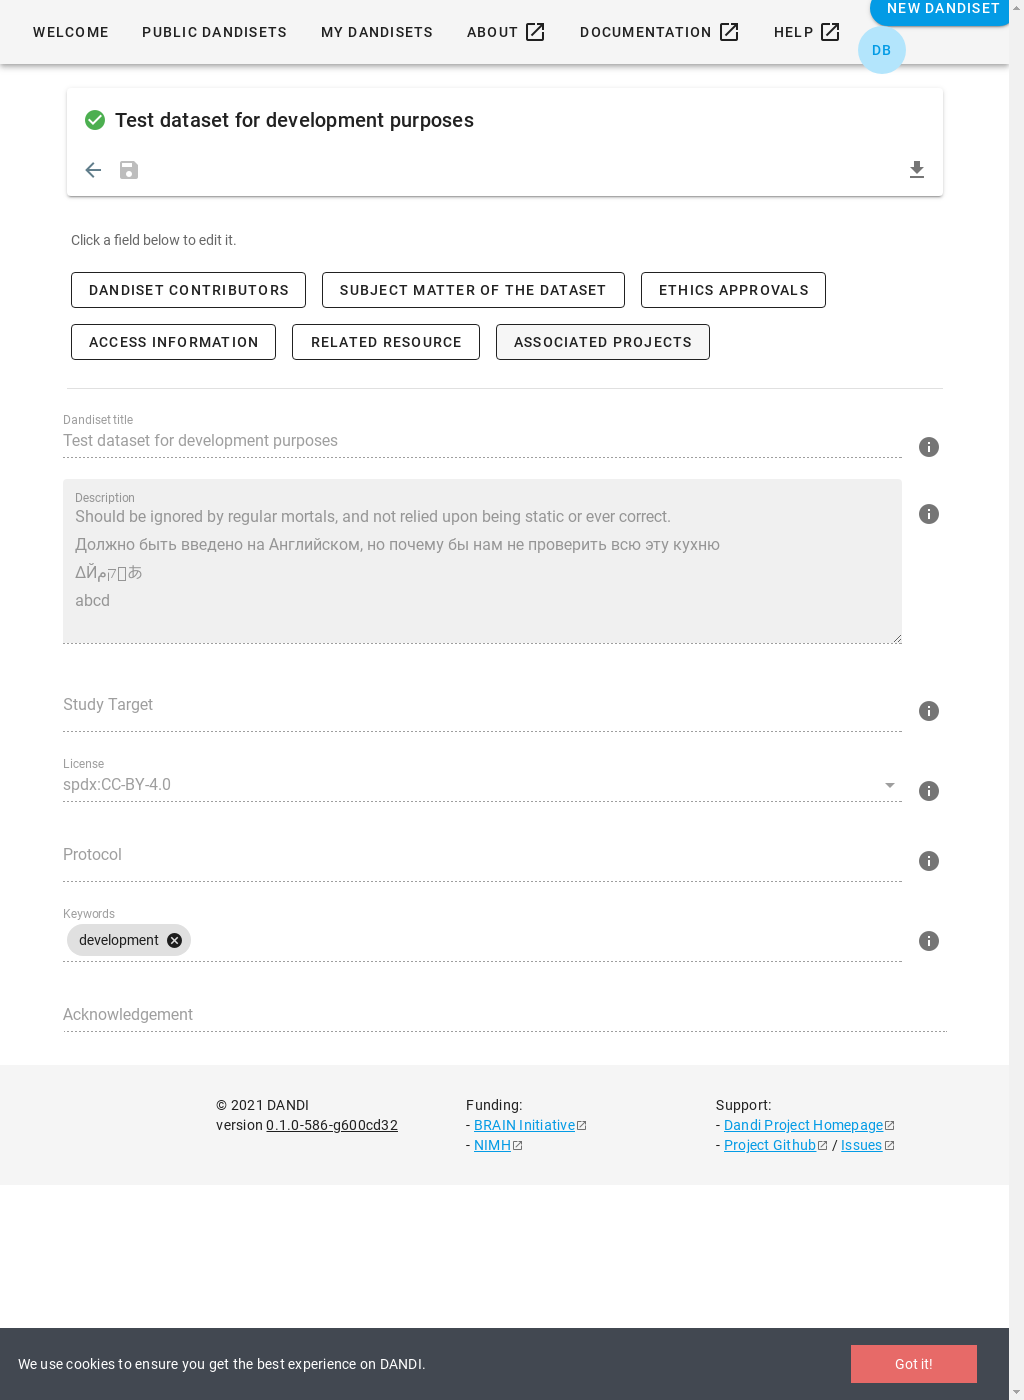 WELCOME PUBLIC DANDISETS MY DANDISETS ABOUT DOCUMENTATION HELP NEW DANDISET
DB
Test dataset for development purposes
Click a field below to edit it.
DANDISET CONTRIBUTORS SUBJECT MATTER OF THE DATASET ETHICS APPROVALS
ACCESS INFORMATION RELATED RESOURCE ASSOCIATED PROJECTS
Dandiset title
Test dataset for development purposes
Description
Should be ignored by regular mortals, and not relied upon being static or ever correct.
Должно быть введено на Английском, но почему бы нам не проверить всю эту кухню
abcd
Study Target
License
spdx:CC-BY-4.0
Protocol
Keywords
development
Acknowledgement
© 2021 DANDI Funding: Support:
version 0.1.0-586-g600cd32 - BRAIN Initiative - Dandi Project Homepage
- NIMH - Project Github / Issues
We use cookies to ensure you get the best experience on DANDI. Got it!